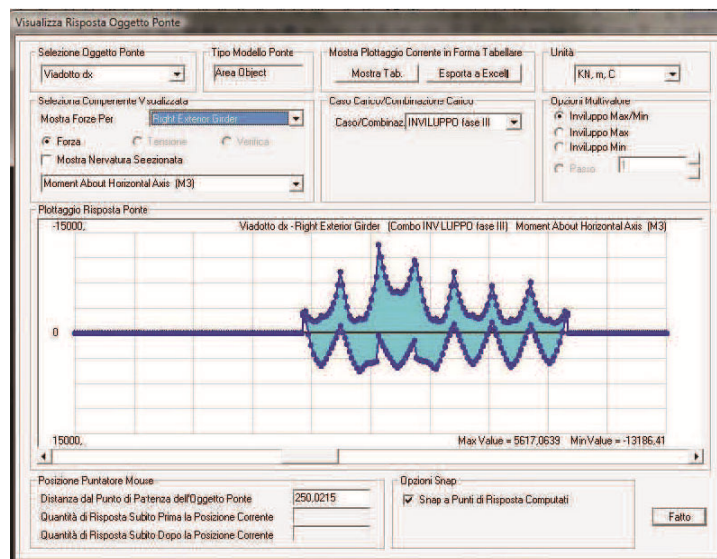 Visualizza Risposta Oggetto Ponte
Selezione Oggetto Ponte
Viadotto dx
Tipo Modello Ponte
Area Object
Mostra Plottaggio Corrente in Forma Tabellare
Mostra Tab.
Esporta a Excell
Unità
KN, m, C
Seleziona Componente Visualizzata
Mostra Forze Per
Right Exterior Girder
Forza
Tensione
Verifica
Mostra Nervatura Selezionata
Moment About Horizontal Axis (M3)
Caso Carico/Combinazione Carico
Caso/Combinaz.
INVILUPPO fase III
Opzioni Multivalore
Inviluppo Max/Min
Inviluppo Max
Inviluppo Min
Passo
1
Plottaggio Risposta Ponte
-15000,
Viadotto dx - Right Exterior Girder (Combo INVILUPPO fase III) Moment About Horizontal Axis (M3)
0
15000,
Max Value = 5617,0639 Min Value = -13186,41
Posizione Puntatore Mouse
Distanza dal Punto di Partenza dell'Oggetto Ponte
250,0215
Quantità di Risposta Subito Prima la Posizione Corrente
Quantità di Risposta Subito Dopo la Posizione Corrente
Opzioni Snap
Snap a Punti di Risposta Computati
Fatto